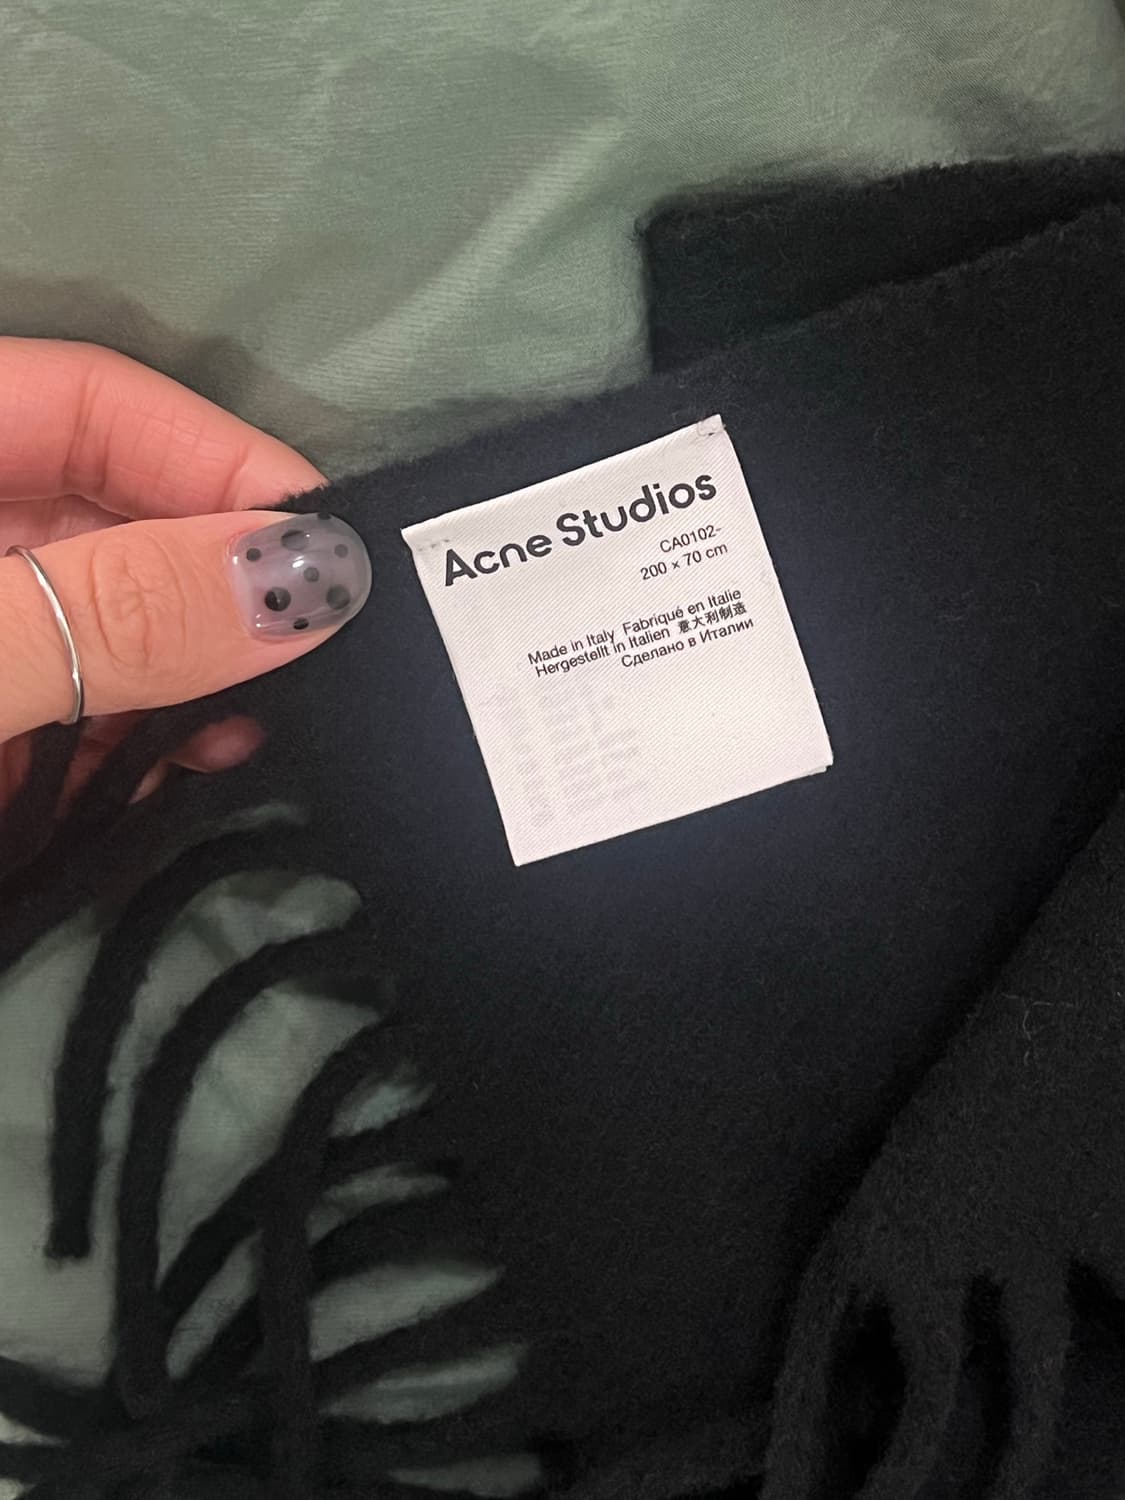 Acne Studios
CA0102-
200 × 70 cm
Made in Italy Fabriqué en Italie
Hergestellt in Italien 意大利制造
Сделано в Италии